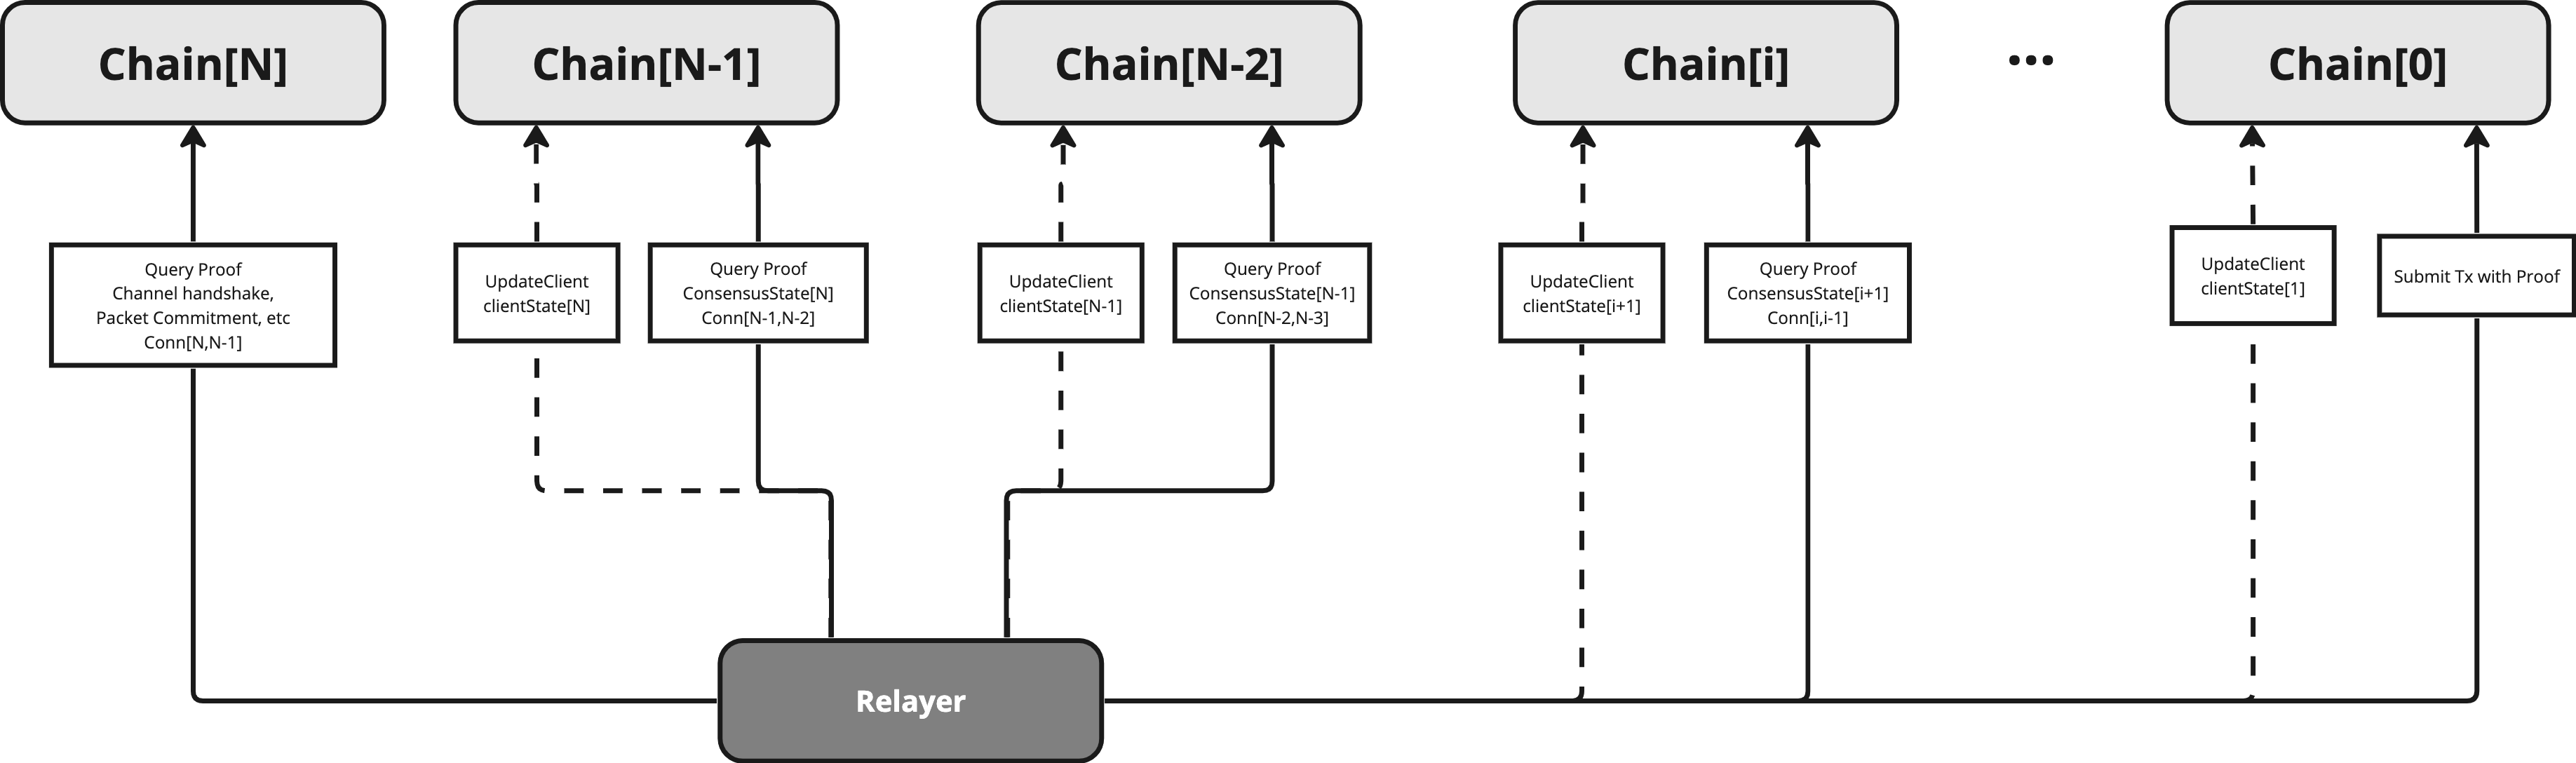 Chain[N]
Chain[N-1]
Chain[N-2]
Chain[i]
...
Chain[0]
Query Proof
Channel handshake,
Packet Commitment, etc
Conn[N,N-1]
UpdateClient
clientState[N]
Query Proof
ConsensusState[N]
Conn[N-1,N-2]
UpdateClient
clientState[N-1]
Query Proof
ConsensusState[N-1]
Conn[N-2,N-3]
UpdateClient
clientState[i+1]
Query Proof
ConsensusState[i+1]
Conn[i,i-1]
UpdateClient
clientState[1]
Submit Tx with Proof
Relayer